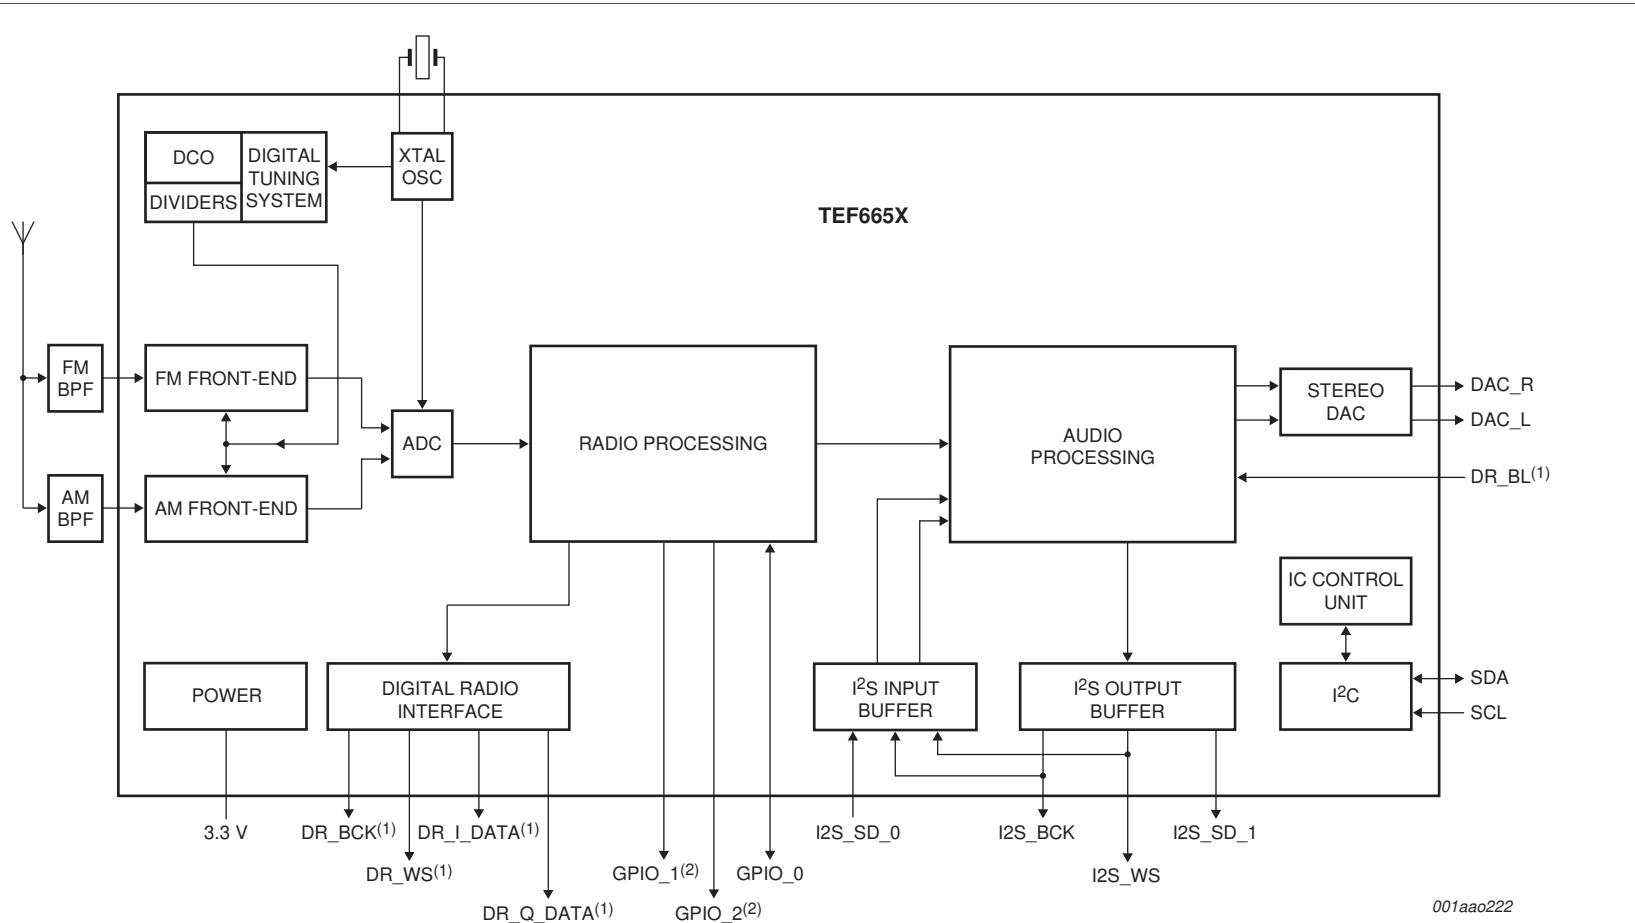 DCO
DIVIDERS
DIGITAL
TUNING
SYSTEM
XTAL
OSC
TEF665X
FM
BPF
FM FRONT-END
AM
BPF
AM FRONT-END
ADC
RADIO PROCESSING
AUDIO
PROCESSING
STEREO
DAC
DAC_R
DAC_L
DR_BL(1)
IC CONTROL
UNIT
I2C
SDA
SCL
POWER
DIGITAL RADIO
INTERFACE
I2S INPUT
BUFFER
I2S OUTPUT
BUFFER
3.3 V
DR_BCK(1)
DR_I_DATA(1)
DR_WS(1)
DR_Q_DATA(1)
GPIO_1(2)
GPIO_2(2)
GPIO_0
I2S_SD_0
I2S_BCK
I2S_WS
I2S_SD_1
001aao222